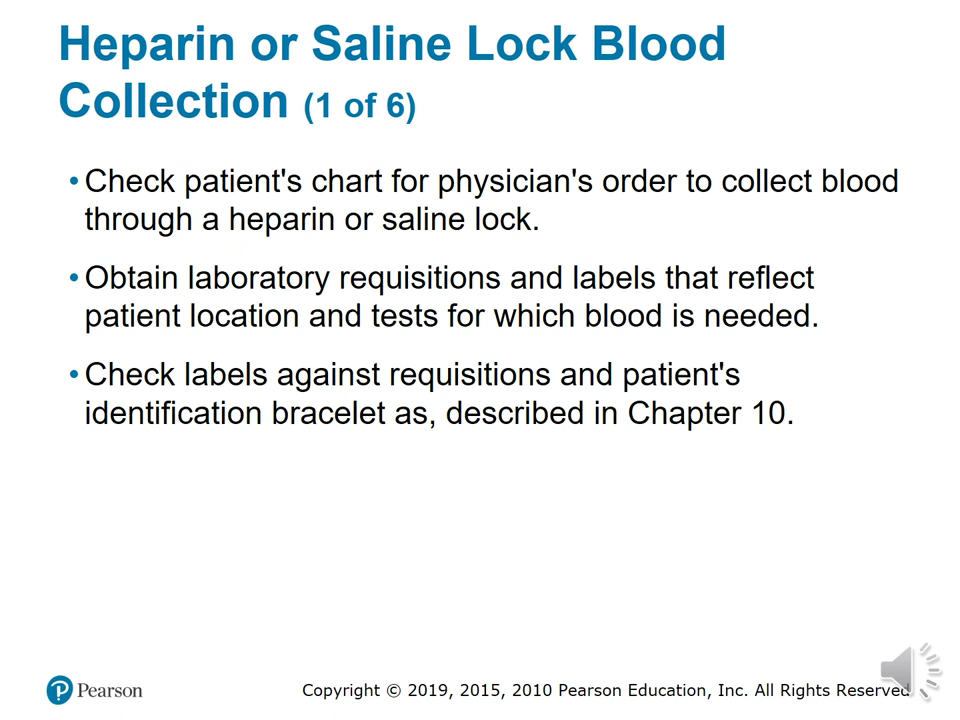 Heparin or Saline Lock Blood
Collection (1 of 6)
• Check patient's chart for physician's order to collect blood
through a heparin or saline lock.
• Obtain laboratory requisitions and labels that reflect
patient location and tests for which blood is needed.
• Check labels against requisitions and patient's
identification bracelet as, described in Chapter 10.
P Pearson
Copyright © 2019, 2015, 2010 Pearson Education, Inc. All Rights Reserved